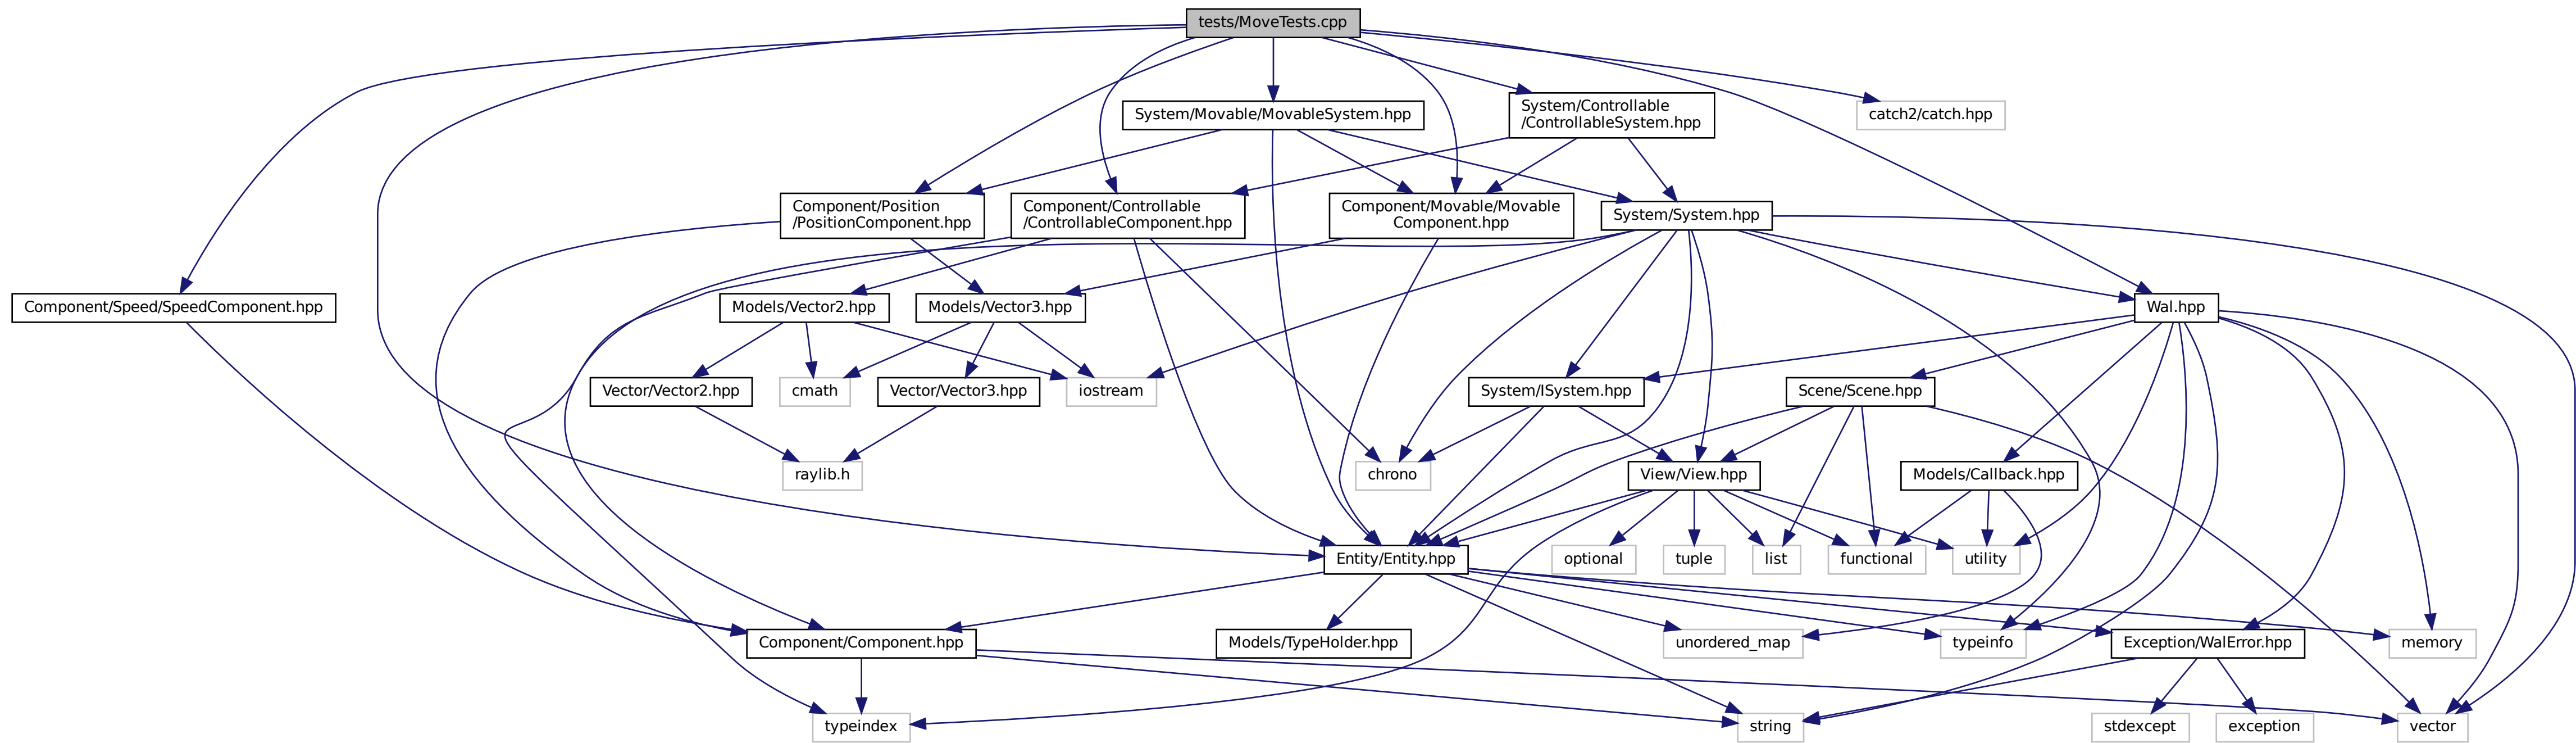 tests/MoveTests.cpp
System/Movable/MovableSystem.hpp
System/Controllable
/ControllableSystem.hpp
catch2/catch.hpp
Component/Position
/PositionComponent.hpp
Component/Controllable
/ControllableComponent.hpp
Component/Movable/Movable
Component.hpp
System/System.hpp
Component/Speed/SpeedComponent.hpp
Models/Vector2.hpp
Models/Vector3.hpp
Wal.hpp
Vector/Vector2.hpp
cmath
Vector/Vector3.hpp
iostream
System/ISystem.hpp
Scene/Scene.hpp
raylib.h
chrono
View/View.hpp
Models/Callback.hpp
Entity/Entity.hpp
optional
tuple
list
functional
utility
Component/Component.hpp
Models/TypeHolder.hpp
unordered_map
typeinfo
Exception/WalError.hpp
memory
typeindex
string
stdexcept
exception
vector